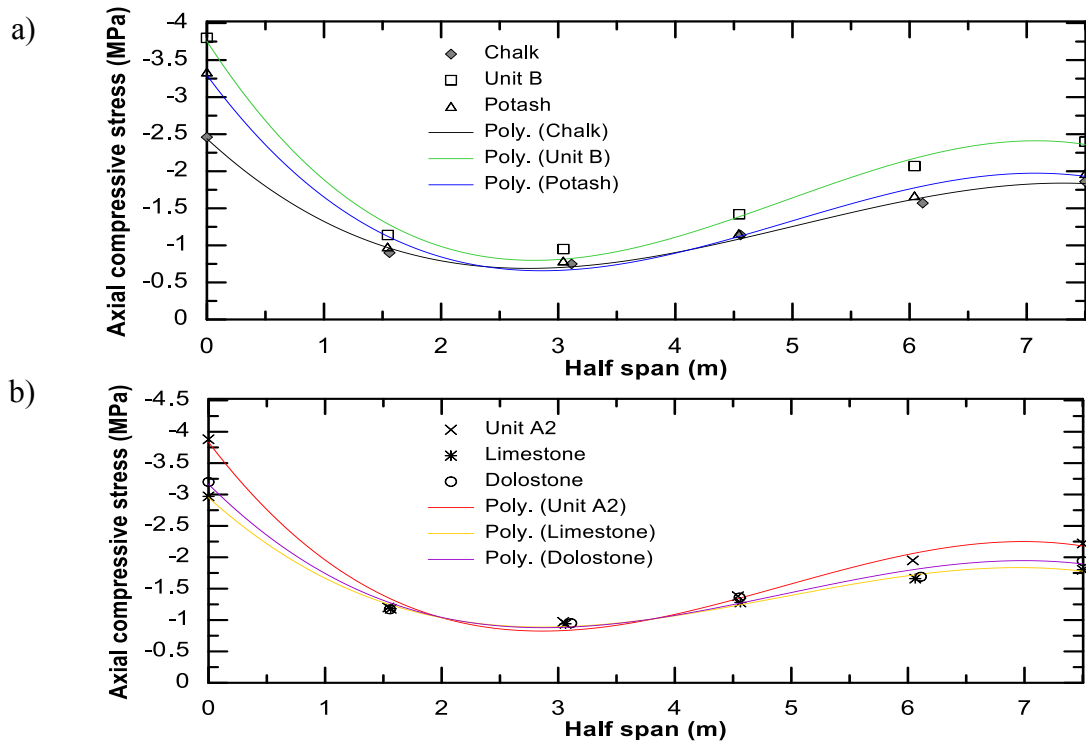 a)
Axial compressive stress (MPa)
-4
-3.5
-3
-2.5
-2
-1.5
-1
-0.5
0
Chalk
Unit B
Potash
Poly. (Chalk)
Poly. (Unit B)
Poly. (Potash)
0 1 2 3 4 5 6 7
Half span (m)
b)
Axial compressive stress (MPa)
-4.5
-4
-3.5
-3
-2.5
-2
-1.5
-1
-0.5
0
Unit A2
Limestone
Dolostone
Poly. (Unit A2)
Poly. (Limestone)
Poly. (Dolostone)
0 1 2 3 4 5 6 7
Half span (m)